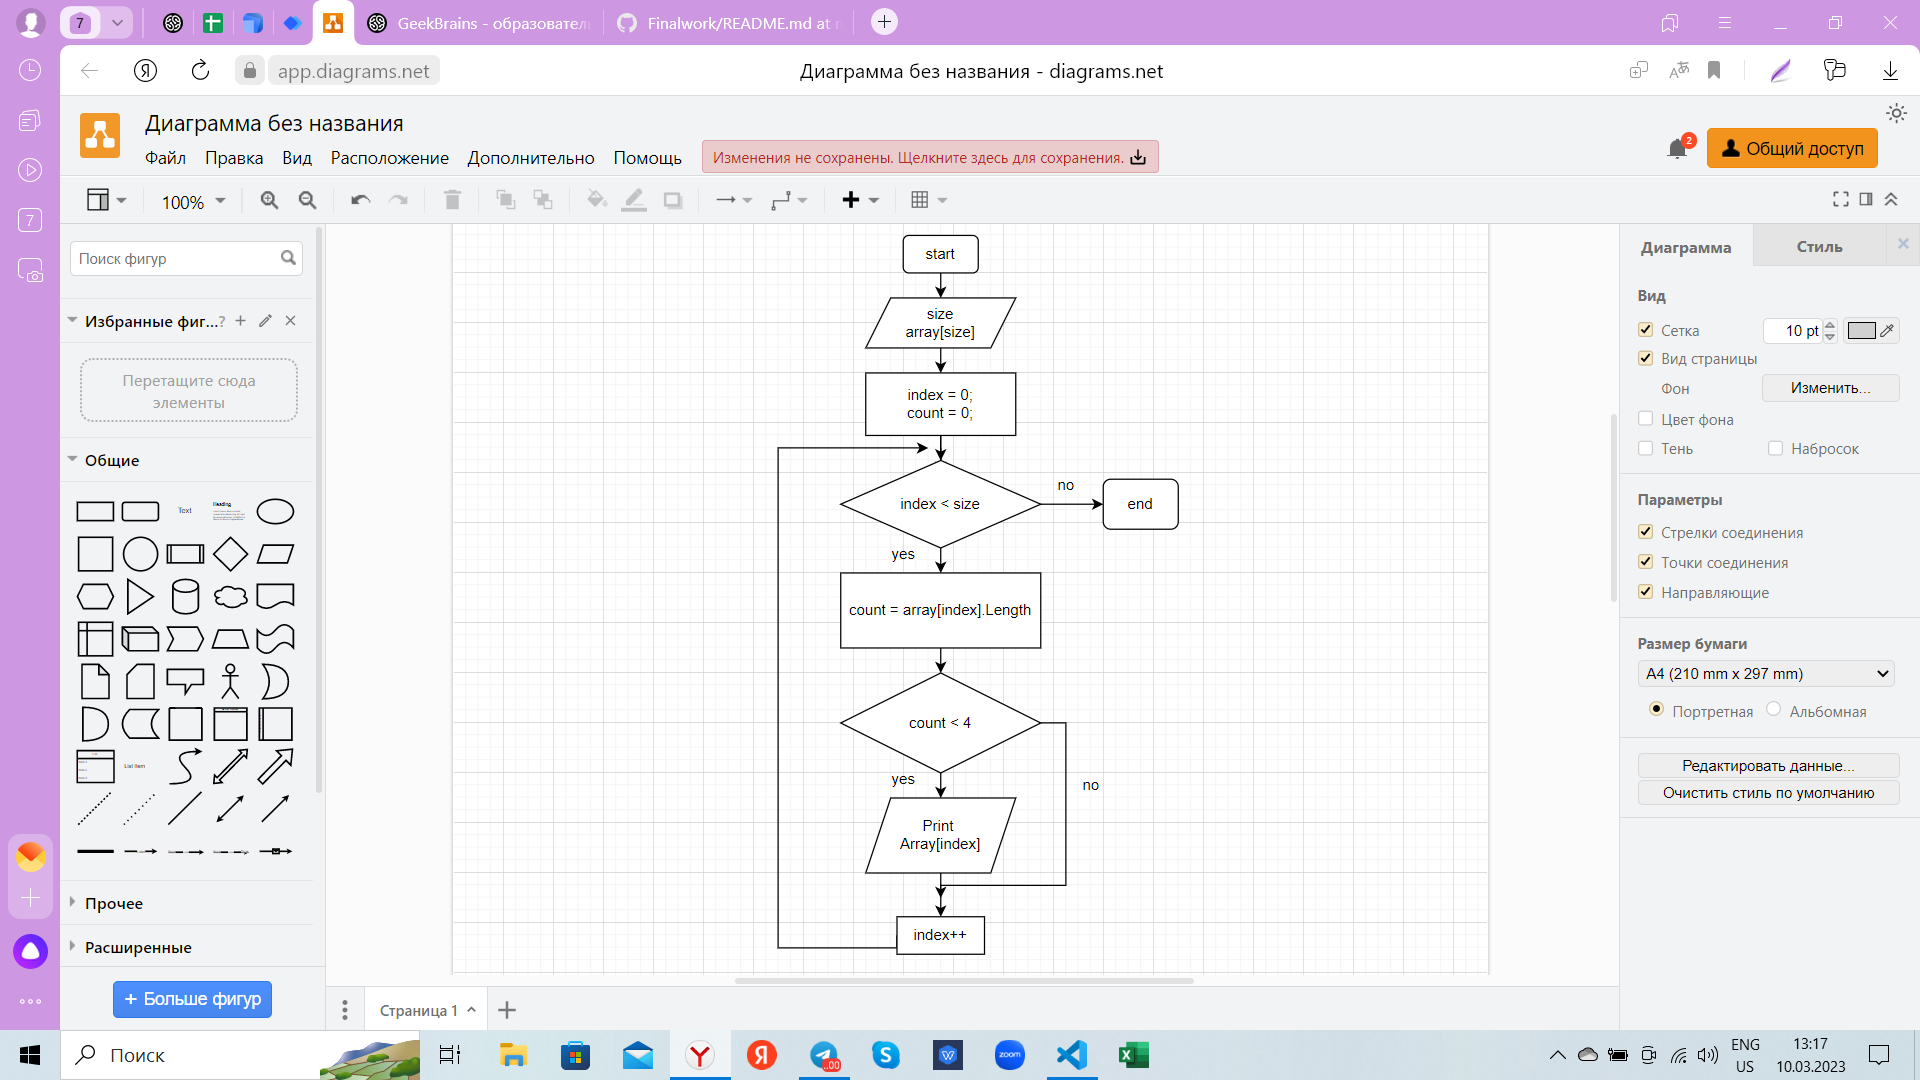 7
GeekBrains - образовател
Finalwork/README.md at
app.diagrams.net
Диаграмма без названия - diagrams.net
Диаграмма без названия
Файл Правка Вид Расположение Дополнительно Помощь
Изменения не сохранены. Щелкните здесь для сохранения.
2
Общий доступ
100%
Поиск фигур
Избранные фиг...?
Перетащите сюда
элементы
Общие
Text
Heading
List Item
Прочее
Расширенные
+ Больше фигур
7
start
size
array[size]
index = 0;
count = 0;
index < size
no
end
yes
count = array[index].Length
count < 4
yes
no
Print
Array[index]
index++
Страница 1
Диаграмма
Стиль
Вид
Сетка
10 pt
Вид страницы
Фон
Изменить...
Цвет фона
Тень
Набросок
Параметры
Стрелки соединения
Точки соединения
Направляющие
Размер бумаги
A4 (210 mm x 297 mm)
Портретная
Альбомная
Редактировать данные...
Очистить стиль по умолчанию
Поиск
.00
zoom
ENG
US
13:17
10.03.2023